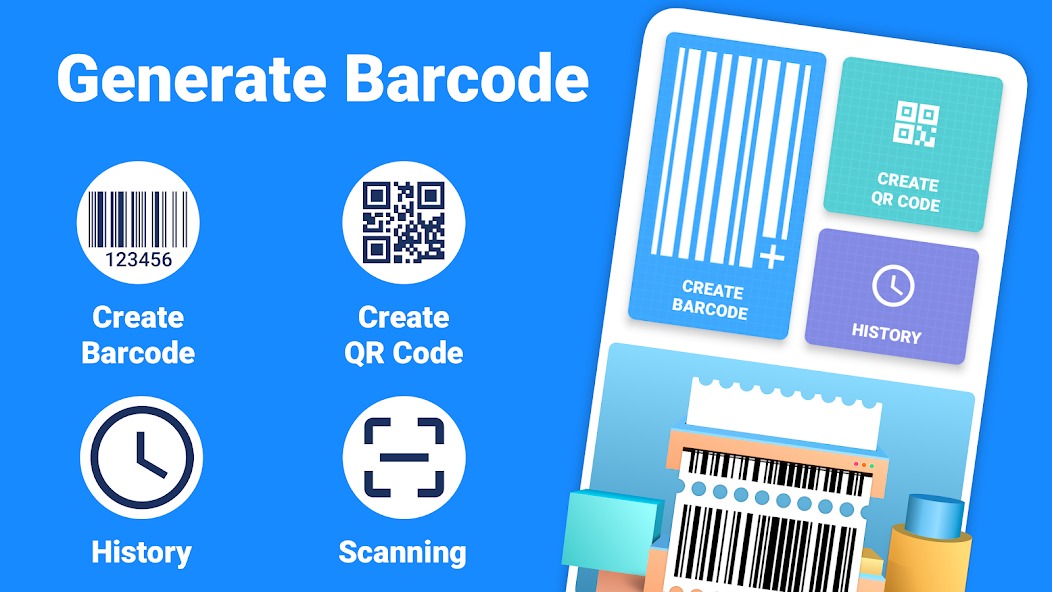 Generate Barcode
123456
Create
Barcode
Create
QR Code
History
Scanning
CREATE
BARCODE
CREATE
QR CODE
HISTORY